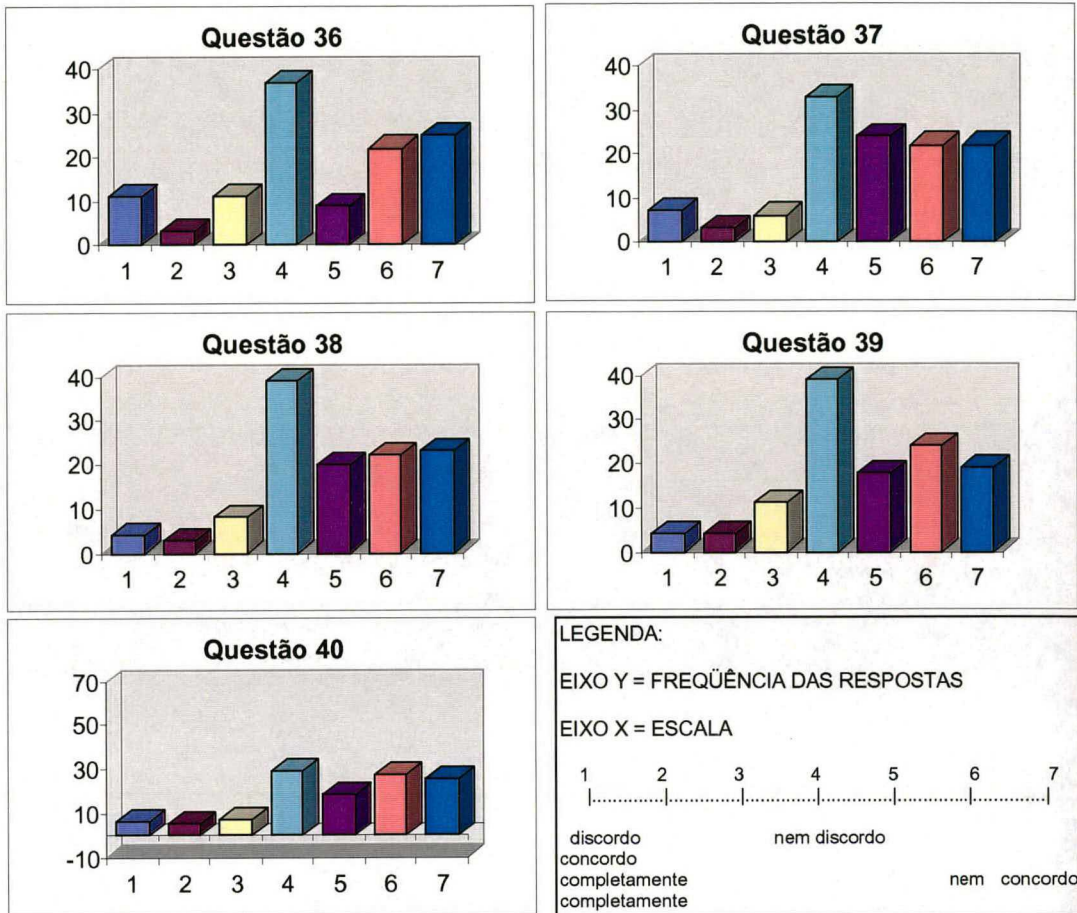 Questão 36
40
30
20
10
0
1 2 3 4 5 6 7
Questão 37
40
30
20
10
0
1 2 3 4 5 6 7
Questão 38
40
30
20
10
0
1 2 3 4 5 6 7
Questão 39
40
30
20
10
0
1 2 3 4 5 6 7
Questão 40
70
50
30
10
-10
1 2 3 4 5 6 7
LEGENDA:
EIXO Y = FREQÜÊNCIA DAS RESPOSTAS
EIXO X = ESCALA
1 2 3 4 5 6 7
discordo nem discordo
concordo
completamente nem concordo
completamente